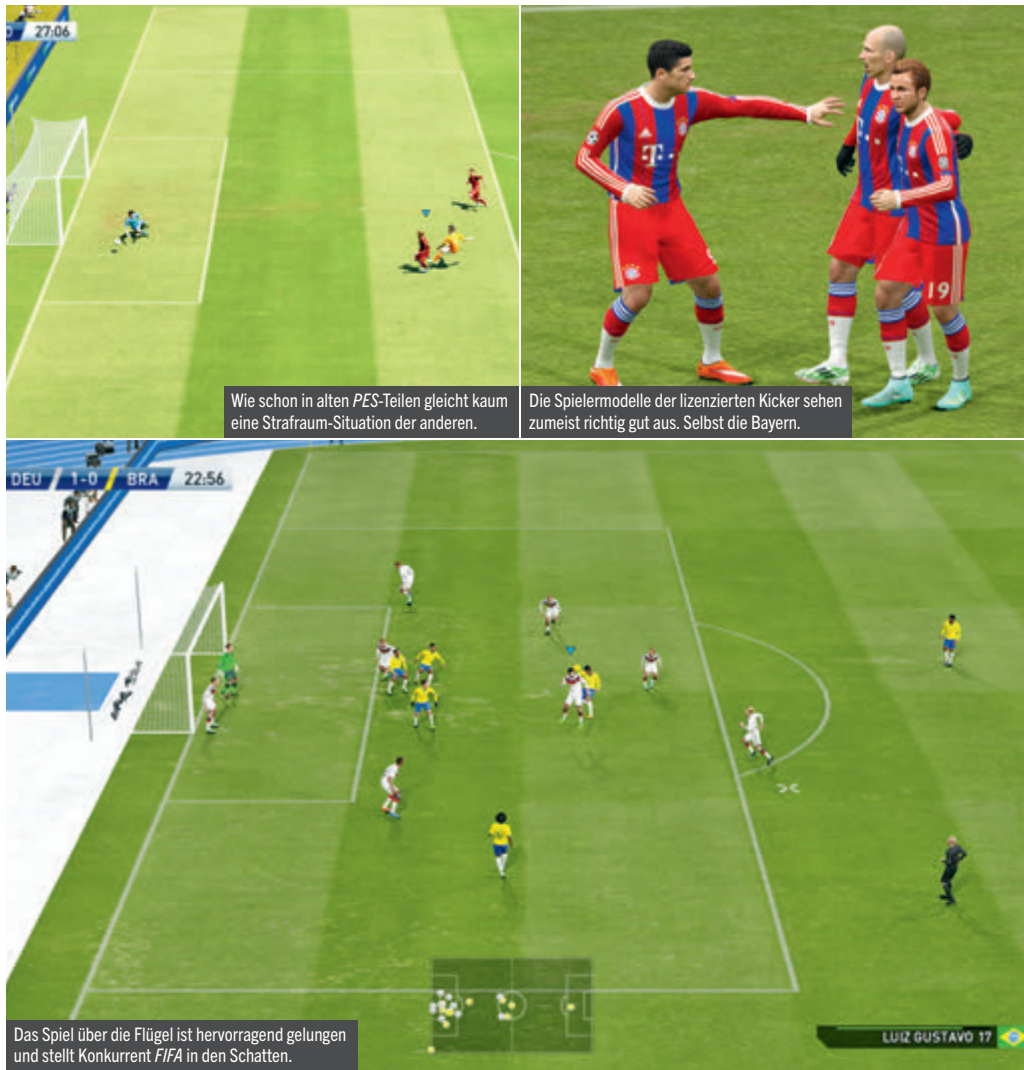 27:06
Wie schon in alten PES-Teilen gleicht kaum
eine Strafraum-Situation der anderen.
T
19
Die Spielermodelle der lizenzierten Kicker sehen
zumeist richtig gut aus. Selbst die Bayern.
DEU 1-0 BRA 22:56
Das Spiel über die Flügel ist hervorragend gelungen
und stellt Konkurrent FIFA in den Schatten.
LUIZ GUSTAVO 17